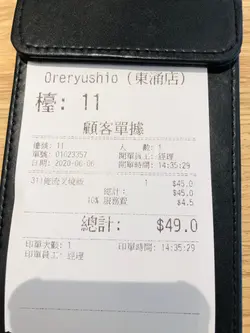 Oreryushio (東涌店)
檯: 11
顧客單據
檯號: 11 人 數: 1
單號: 01023357 開單員工: 經理
日期: 2020-06-06 開單時間: 14:35:29
1 $45.0
總計: $45.0
10% 服務費 $4.5
總計: $49.0
印單次數: 1 印單時間: 14:35:29
印單員工: 經理